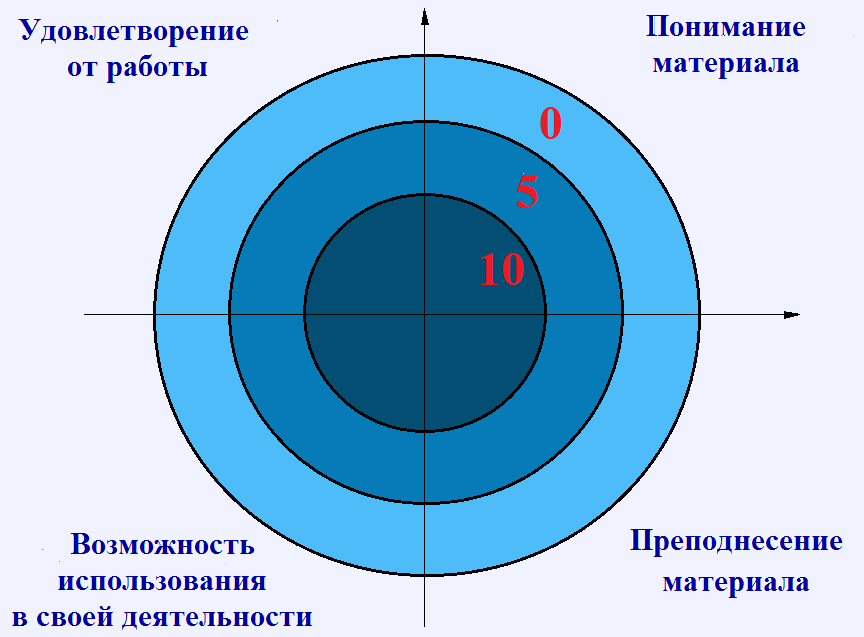 Удовлетворение
от работы
Понимание
материала
0
5
10
Возможность
использования
в своей деятельности
Преподнесение
материала